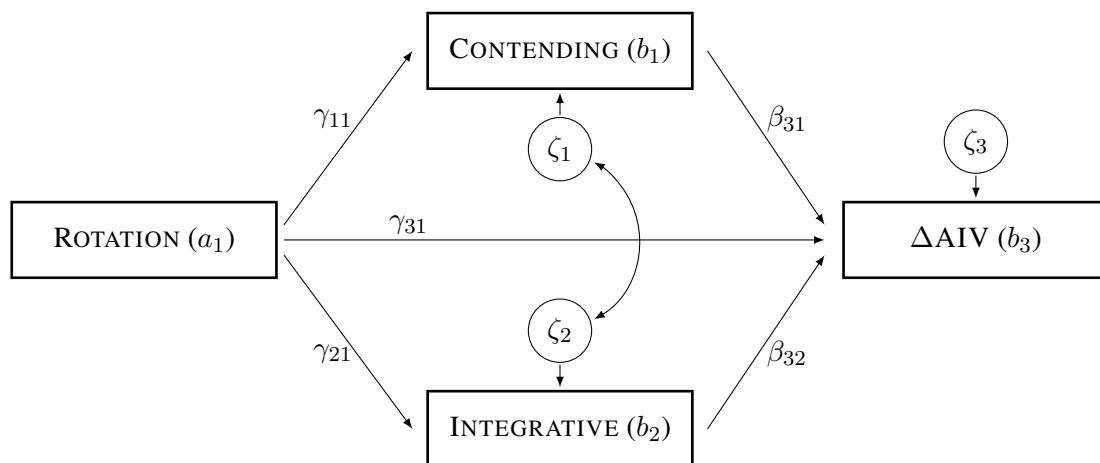 CONTENDING (b₁)
γ₁₁
β₃₁
ζ₁
ζ₃
ROTATION (a₁)
γ₃₁
ΔAIV (b₃)
ζ₂
γ₂₁
β₃₂
INTEGRATIVE (b₂)